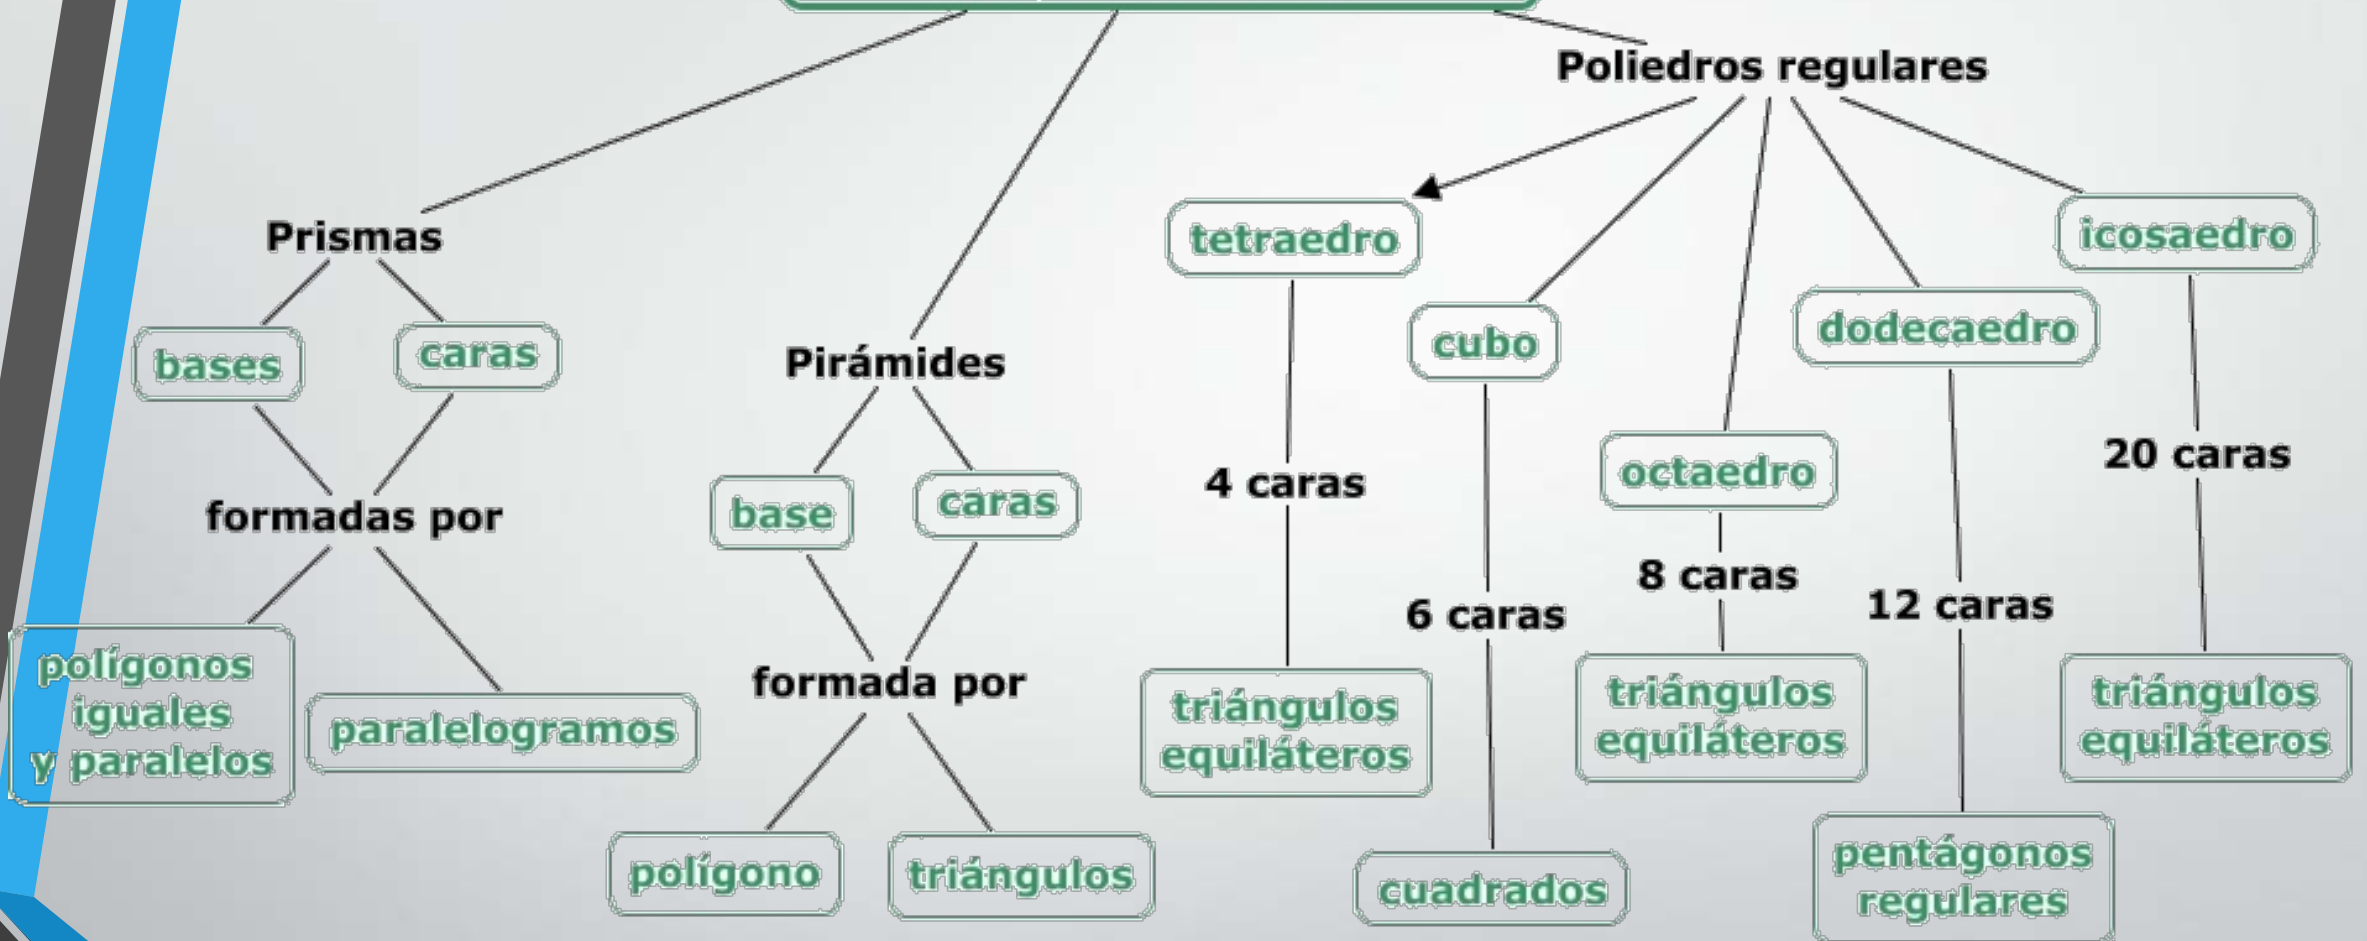 Poliedros regulares
Prismas
bases
caras
formadas por
polígonos
iguales
y paralelos
paralelogramos
Pirámides
base
caras
formada por
polígono
triángulos
tetraedro
4 caras
triángulos
equiláteros
cubo
6 caras
cuadrados
octaedro
8 caras
triángulos
equiláteros
dodecaedro
12 caras
pentágonos
regulares
icosaedro
20 caras
triángulos
equiláteros